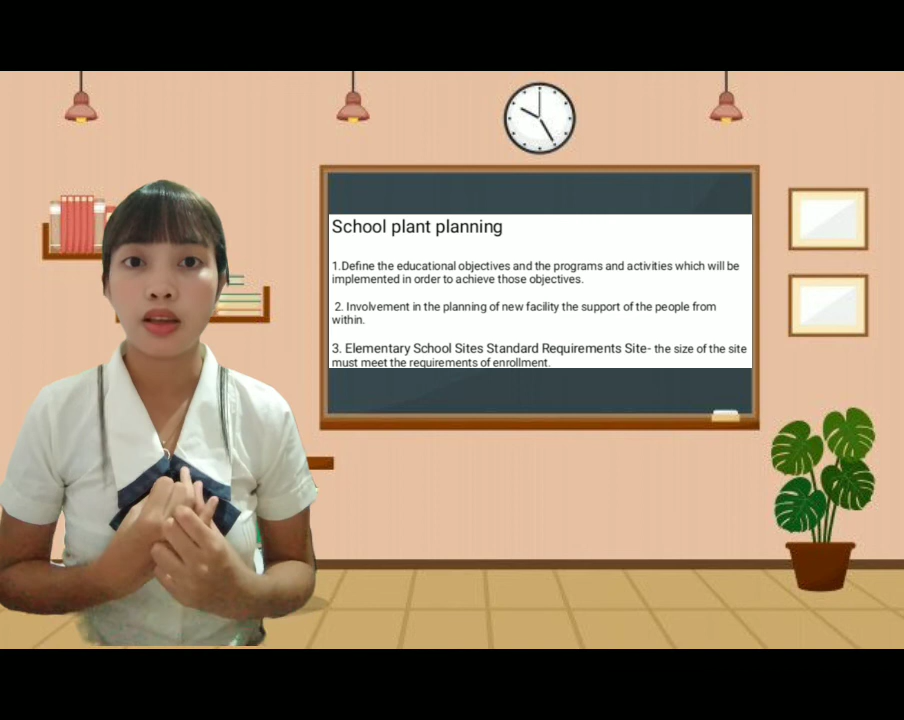 School plant planning
1.Define the educational objectives and the programs and activities which will be
implemented in order to achieve those objectives.
2. Involvement in the planning of new facility the support of the people from
within.
3. Elementary School Sites Standard Requirements Site- the size of the site
must meet the requirements of enrollment.